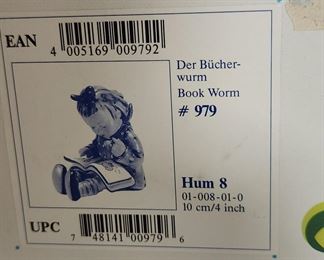 EAN
4 005169 009792
Der Bücher-
wurm
Book Worm
# 979
Hum 8
01-008-01-0
10 cm/4 inch
UPC
7 48141 00979 6